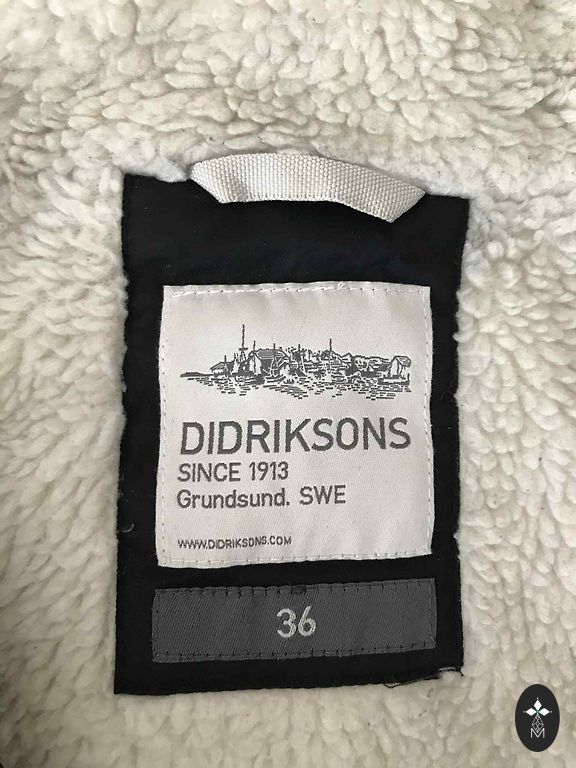 DIDRIKSONS
SINCE 1913
Grundsund. SWE
WWW.DIDRIKSONS.COM
36
M